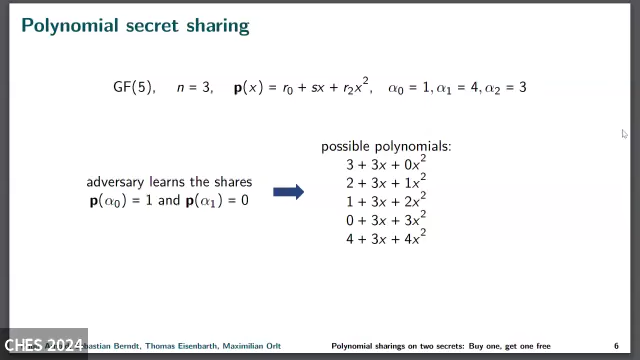 Polynomial secret sharing
GF(5), n = 3, p(x) = r₀ + sx + r₂x², α₀ = 1, α₁ = 4, α₂ = 3
possible polynomials:
3 + 3x + 0x²
2 + 3x + 1x²
1 + 3x + 2x²
0 + 3x + 3x²
4 + 3x + 4x²
adversary learns the shares
p(α₀) = 1 and p(α₁) = 0
CHES 2024
Berndt, Thomas Eisenbarth, Maximilian Orlt
Polynomial sharings on two secrets: Buy one, get one free
6